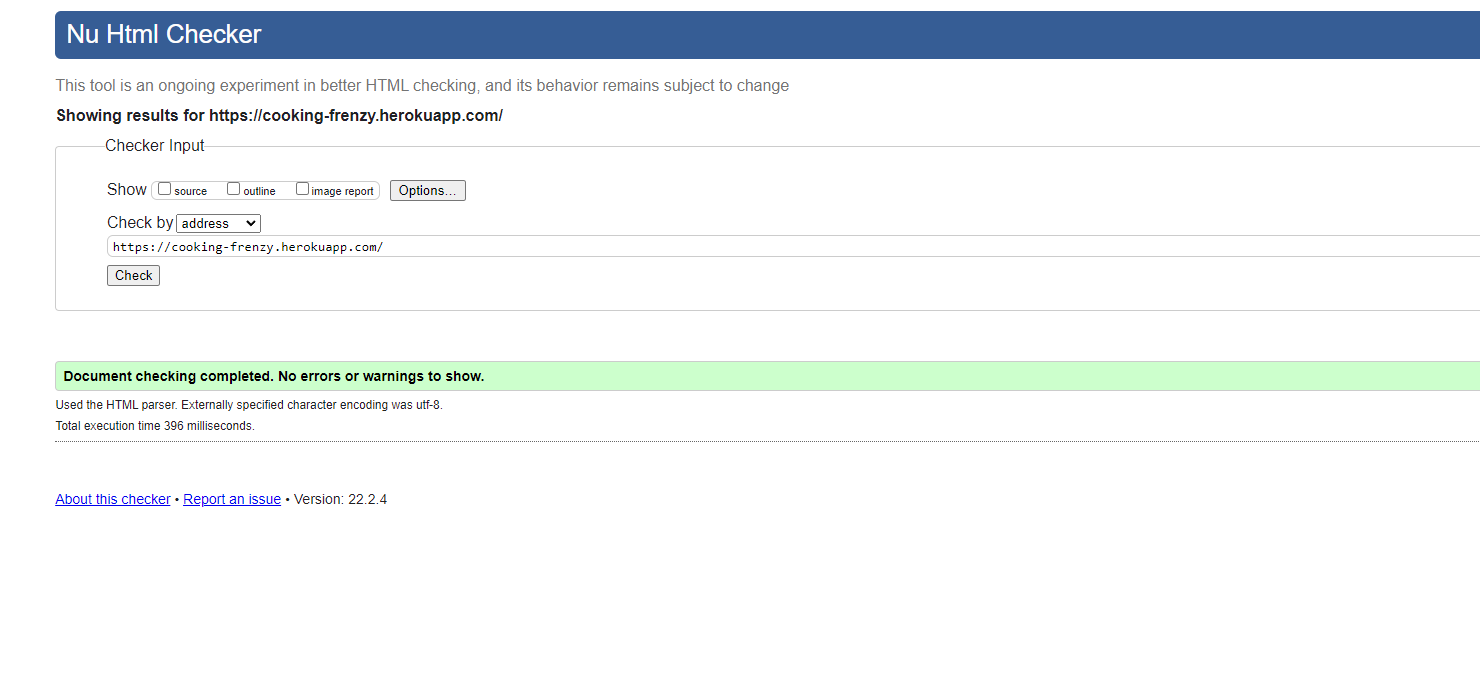 Nu Html Checker
This tool is an ongoing experiment in better HTML checking, and its behavior remains subject to change
Showing results for https://cooking-frenzy.herokuapp.com/
Checker Input
Show source outline image report Options...
Check by address
https://cooking-frenzy.herokuapp.com/
Check
Document checking completed. No errors or warnings to show.
Used the HTML parser. Externally specified character encoding was utf-8.
Total execution time 396 milliseconds.
About this checker • Report an issue • Version: 22.2.4